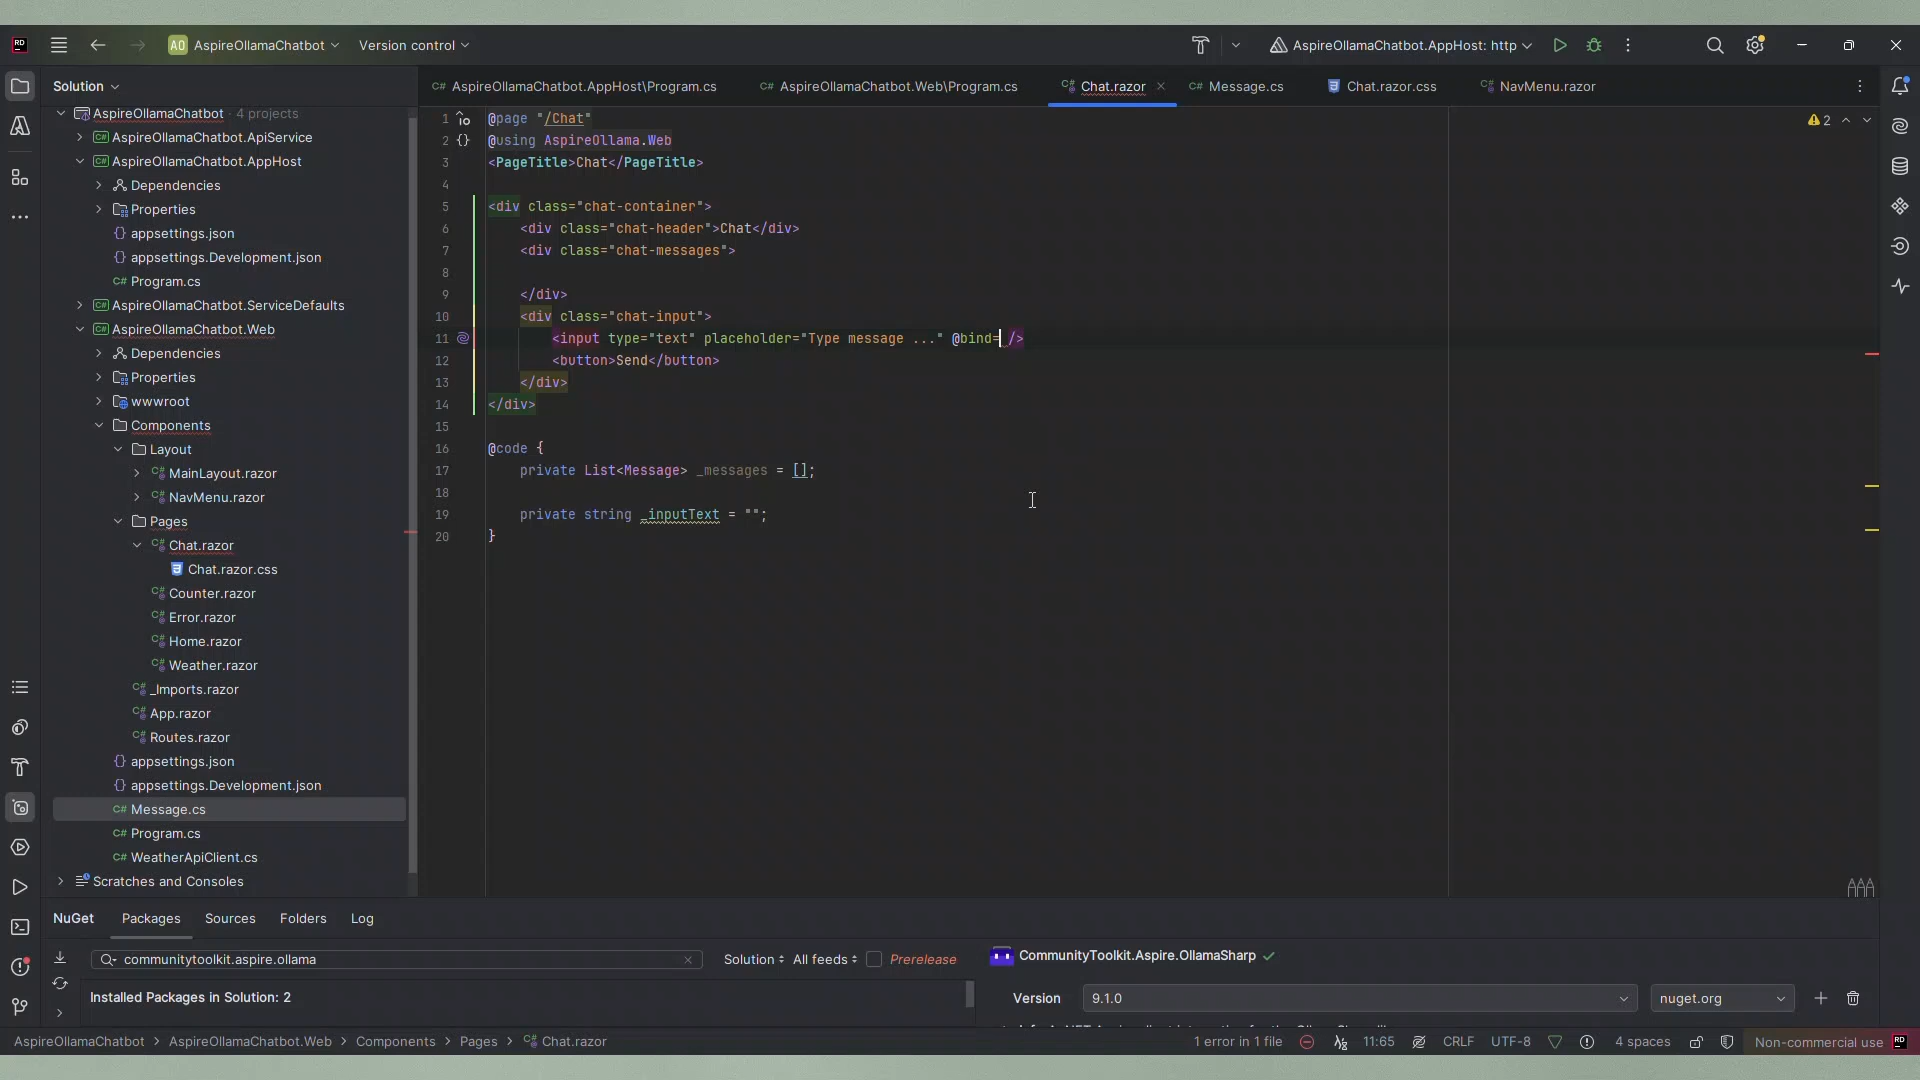 RD
AO AspireOllamaChatbot
Version control
AspireOllamaChatbot.AppHost: http
Solution
C# AspireOllamaChatbot.AppHost\Program.cs
C# AspireOllamaChatbot.Web\Program.cs
C# Chat.razor
C# Message.cs
Chat.razor.css
C# NavMenu.razor
AspireOllamaChatbot · 4 projects
C# AspireOllamaChatbot.ApiService
C# AspireOllamaChatbot.AppHost
Dependencies
Properties
{} appsettings.json
{} appsettings.Development.json
C# Program.cs
C# AspireOllamaChatbot.ServiceDefaults
C# AspireOllamaChatbot.Web
Dependencies
Properties
wwwroot
Components
Layout
C# MainLayout.razor
C# NavMenu.razor
Pages
C# Chat.razor
Chat.razor.css
C# Counter.razor
C# Error.razor
C# Home.razor
C# Weather.razor
C# _Imports.razor
C# App.razor
C# Routes.razor
{} appsettings.json
{} appsettings.Development.json
C# Message.cs
C# Program.cs
C# WeatherApiClient.cs
Scratches and Consoles
1 @page "/Chat"
2 {} @using AspireOllama.Web
3 <PageTitle>Chat</PageTitle>
4
5 <div class="chat-container">
6 <div class="chat-header">Chat</div>
7 <div class="chat-messages">
8
9 </div>
10 <div class="chat-input">
11 <input type="text" placeholder="Type message ..." @bind= />
12 <button>Send</button>
13 </div>
14 </div>
15
16 @code {
17 private List<Message> _messages = [];
18
19 private string _inputText = "";
20 }
2
NuGet
Packages
Sources
Folders
Log
communitytoolkit.aspire.ollama
Solution
All feeds
Prerelease
Installed Packages in Solution: 2
CommunityToolkit.Aspire.OllamaSharp
Version
9.1.0
nuget.org
AspireOllamaChatbot > AspireOllamaChatbot.Web > Components > Pages > C# Chat.razor
1 error in 1 file
11:65
CRLF
UTF-8
4 spaces
Non-commercial use RD